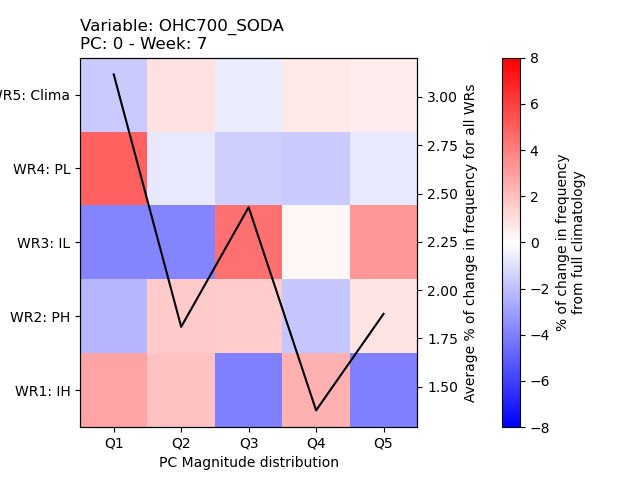 Variable: OHC700_SODA
PC: 0 - Week: 7
WR5: Clima
WR4: PL
WR3: IL
WR2: PH
WR1: IH
Q1 Q2 Q3 Q4 Q5
PC Magnitude distribution
3.00
2.75
2.50
2.25
2.00
1.75
1.50
Average % of change in frequency for all WRs
8
6
4
2
0
−2
−4
−6
−8
% of change in frequency
from full climatology